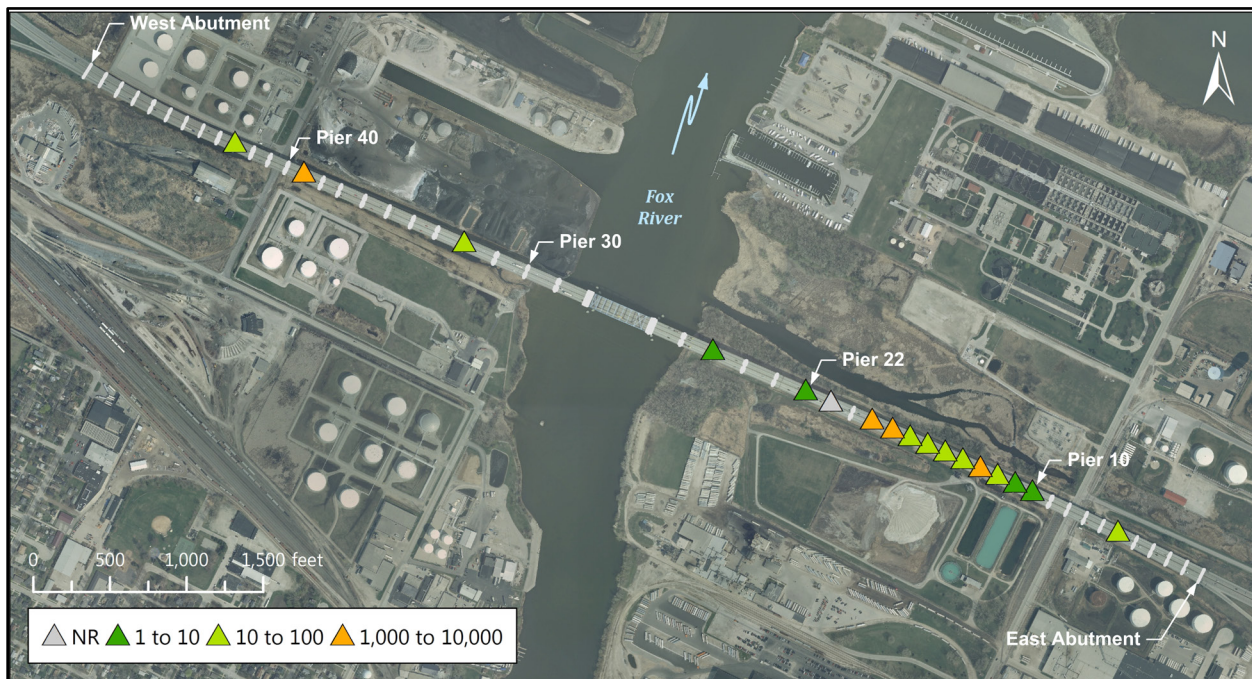 West Abutment
N
Pier 40
Fox
River
Pier 30
Pier 22
Pier 10
0 500 1,000 1,500 feet
NR 1 to 10 10 to 100 1,000 to 10,000
East Abutment